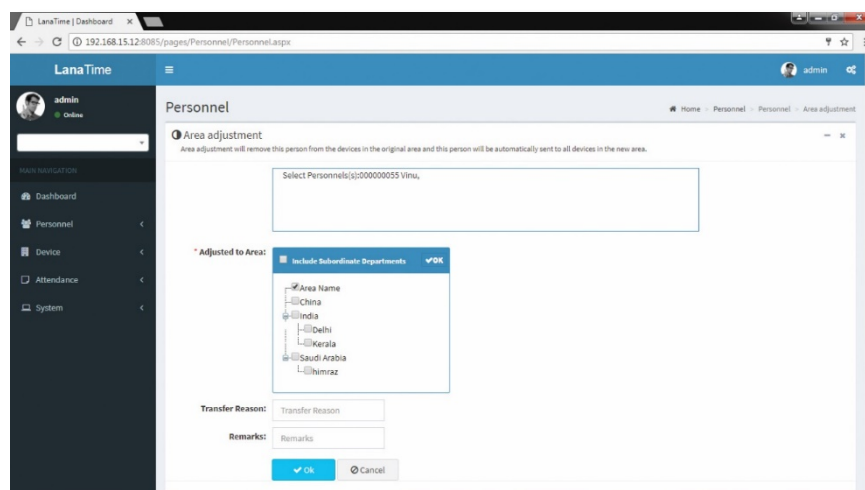 LanaTime | Dashboard
192.168.15.12:8085/pages/Personnel/Personnel.aspx
LanaTime
admin
admin
Online
Personnel
Home > Personnel > Personnel > Area adjustment
Area adjustment
Area adjustment will remove this person from the devices in the original area and this person will be automatically sent to all devices in the new area.
MAIN NAVIGATION
Dashboard
Personnel
Device
Attendance
System
Select Personnels(s):000000055 Vinu,
* Adjusted to Area:
Include Subordinate Departments
OK
Area Name
China
India
Delhi
Kerala
Saudi Arabia
himraz
Transfer Reason:
Transfer Reason
Remarks:
Remarks
Ok
Cancel